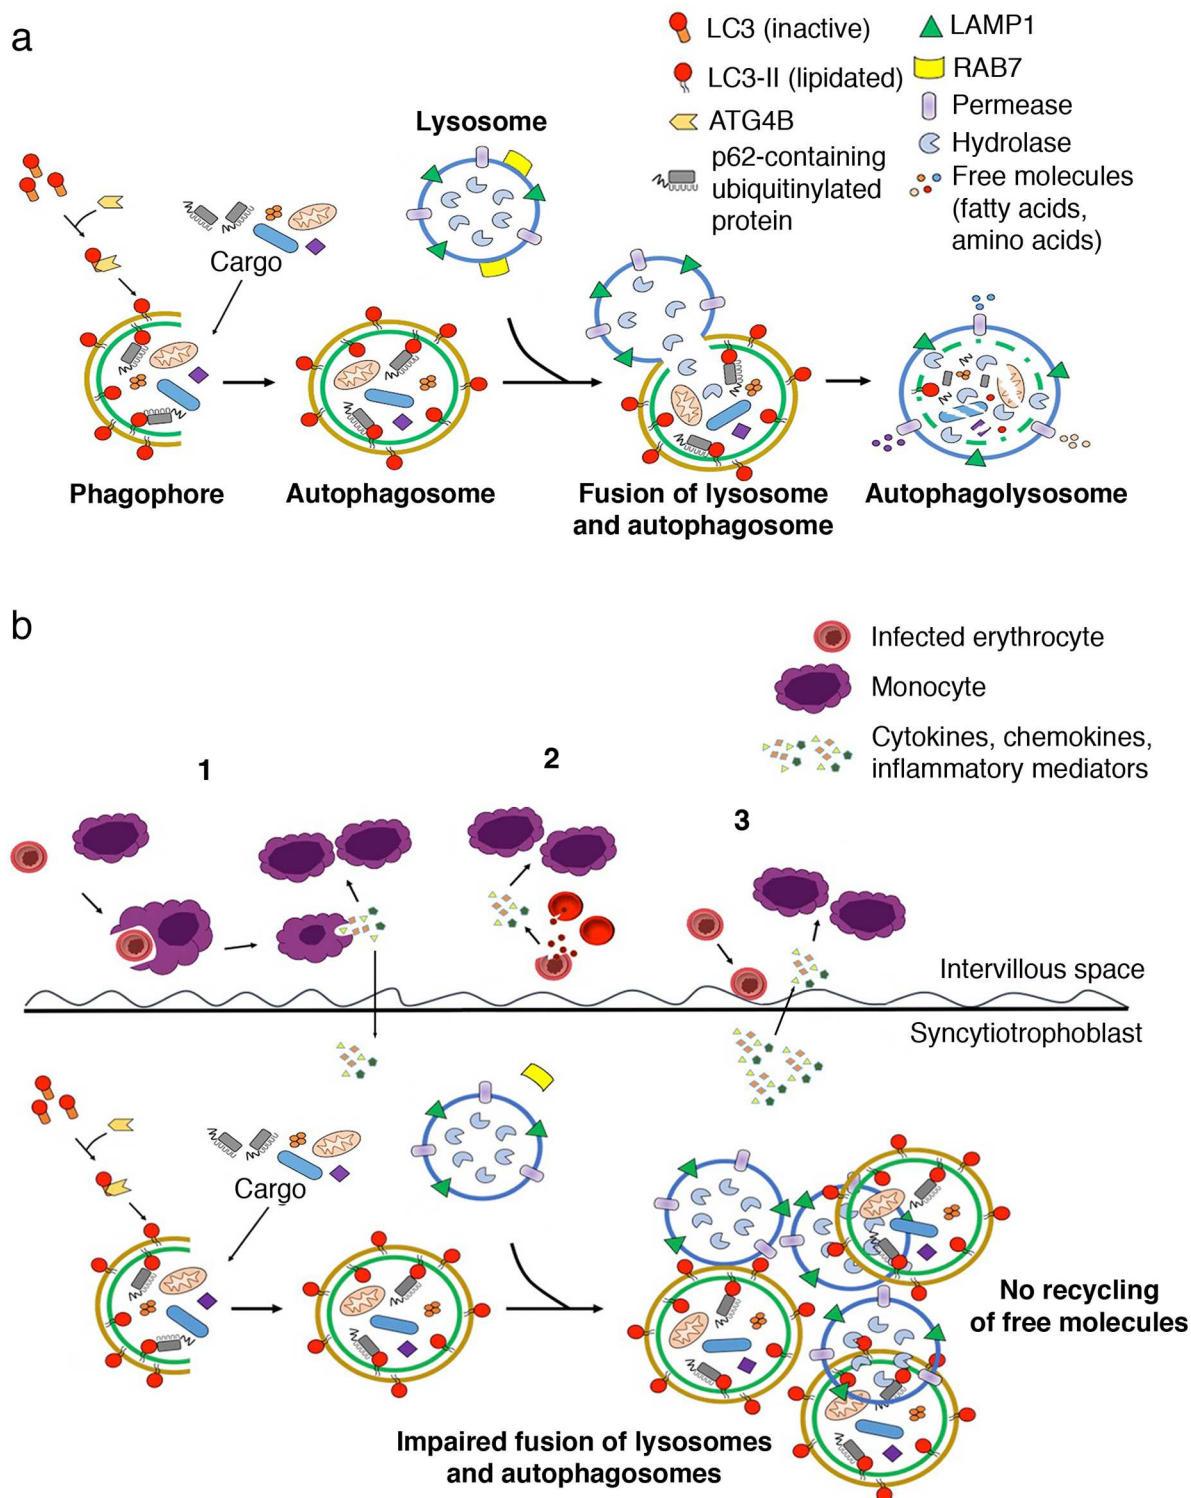 a
LC3 (inactive)
LC3-II (lipidated)
ATG4B
p62-containing
ubiquitinylated
protein
LAMP1
RAB7
Permease
Hydrolase
Free molecules
(fatty acids,
amino acids)
Lysosome
Cargo
Phagophore
Autophagosome
Fusion of lysosome
and autophagosome
Autophagolysosome
b
Infected erythrocyte
Monocyte
Cytokines, chemokines,
inflammatory mediators
1
2
3
Intervillous space
Syncytiotrophoblast
Cargo
No recycling
of free molecules
Impaired fusion of lysosomes
and autophagosomes